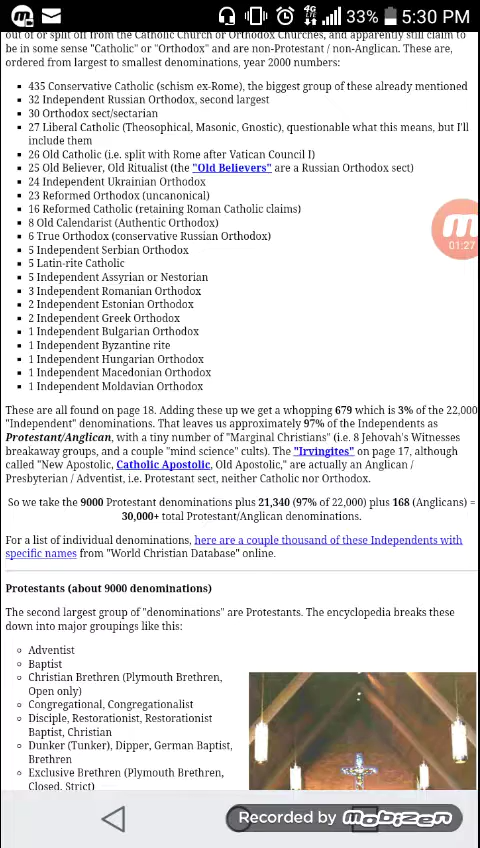 4G
LTE
33%
5:30 PM
out of or split off from the Catholic Church or Orthodox Churches, and apparently still claim to
be in some sense "Catholic" or "Orthodox" and are non-Protestant / non-Anglican. These are,
ordered from largest to smallest denominations, year 2000 numbers:
435 Conservative Catholic (schism ex-Rome), the biggest group of these already mentioned
32 Independent Russian Orthodox, second largest
30 Orthodox sect/sectarian
27 Liberal Catholic (Theosophical, Masonic, Gnostic), questionable what this means, but I'll
include them
26 Old Catholic (i.e. split with Rome after Vatican Council I)
25 Old Believer, Old Ritualist (the "Old Believers" are a Russian Orthodox sect)
24 Independent Ukrainian Orthodox
23 Reformed Orthodox (uncanonical)
16 Reformed Catholic (retaining Roman Catholic claims)
8 Old Calendarist (Authentic Orthodox)
6 True Orthodox (conservative Russian Orthodox)
5 Independent Serbian Orthodox
5 Latin-rite Catholic
5 Independent Assyrian or Nestorian
3 Independent Romanian Orthodox
2 Independent Estonian Orthodox
2 Independent Greek Orthodox
1 Independent Bulgarian Orthodox
1 Independent Byzantine rite
1 Independent Hungarian Orthodox
1 Independent Macedonian Orthodox
1 Independent Moldavian Orthodox
01:27
These are all found on page 18. Adding these up we get a whopping 679 which is 3% of the 22,000
"Independent" denominations. That leaves us approximately 97% of the Independents as
Protestant/Anglican, with a tiny number of "Marginal Christians" (i.e. 8 Jehovah's Witnesses
breakaway groups, and a couple "mind science" cults). The "Irvingites" on page 17, although
called "New Apostolic, Catholic Apostolic, Old Apostolic," are actually an Anglican /
Presbyterian / Adventist, i.e. Protestant sect, neither Catholic nor Orthodox.
So we take the 9000 Protestant denominations plus 21,340 (97% of 22,000) plus 168 (Anglicans) =
30,000+ total Protestant/Anglican denominations.
For a list of individual denominations, here are a couple thousand of these Independents with
specific names from "World Christian Database" online.
Protestants (about 9000 denominations)
The second largest group of "denominations" are Protestants. The encyclopedia breaks these
down into major groupings like this:
Adventist
Baptist
Christian Brethren (Plymouth Brethren,
Open only)
Congregational, Congregationalist
Disciple, Restorationist, Restorationist
Baptist, Christian
Dunker (Tunker), Dipper, German Baptist,
Brethren
Exclusive Brethren (Plymouth Brethren,
Closed, Strict)
Recorded by mobizen